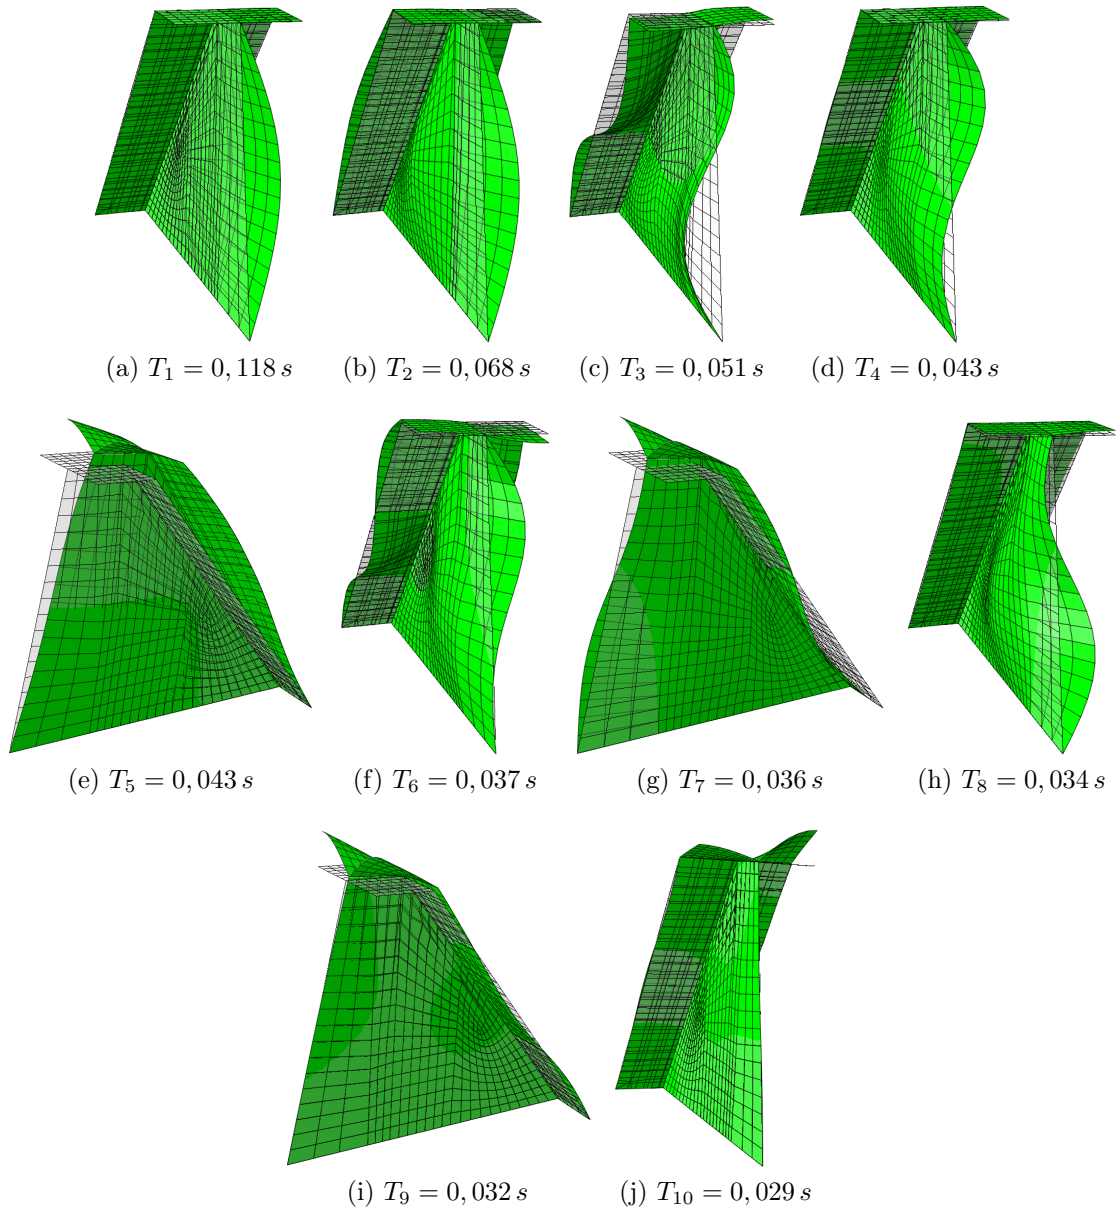 (a) T₁ = 0,118 s (b) T₂ = 0,068 s (c) T₃ = 0,051 s (d) T₄ = 0,043 s
(e) T₅ = 0,043 s (f) T₆ = 0,037 s (g) T₇ = 0,036 s (h) T₈ = 0,034 s
(i) T₉ = 0,032 s (j) T₁₀ = 0,029 s